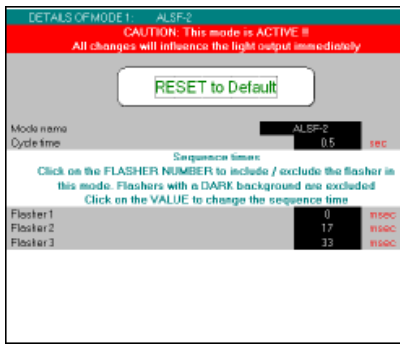 DETAILS OF MODE 1: ALSF-2
CAUTION: This mode is ACTIVE !!
All changes will influence the light output immediately
RESET to Default
Mode name ALSF-2
Cycle time 0.5 sec
Sequence times
Click on the FLASHER NUMBER to include / exclude the flasher in
this mode. Flashers with a DARK background are excluded
Click on the VALUE to change the sequence time
Flasher 1 0 msec
Flasher 2 17 msec
Flasher 3 33 msec